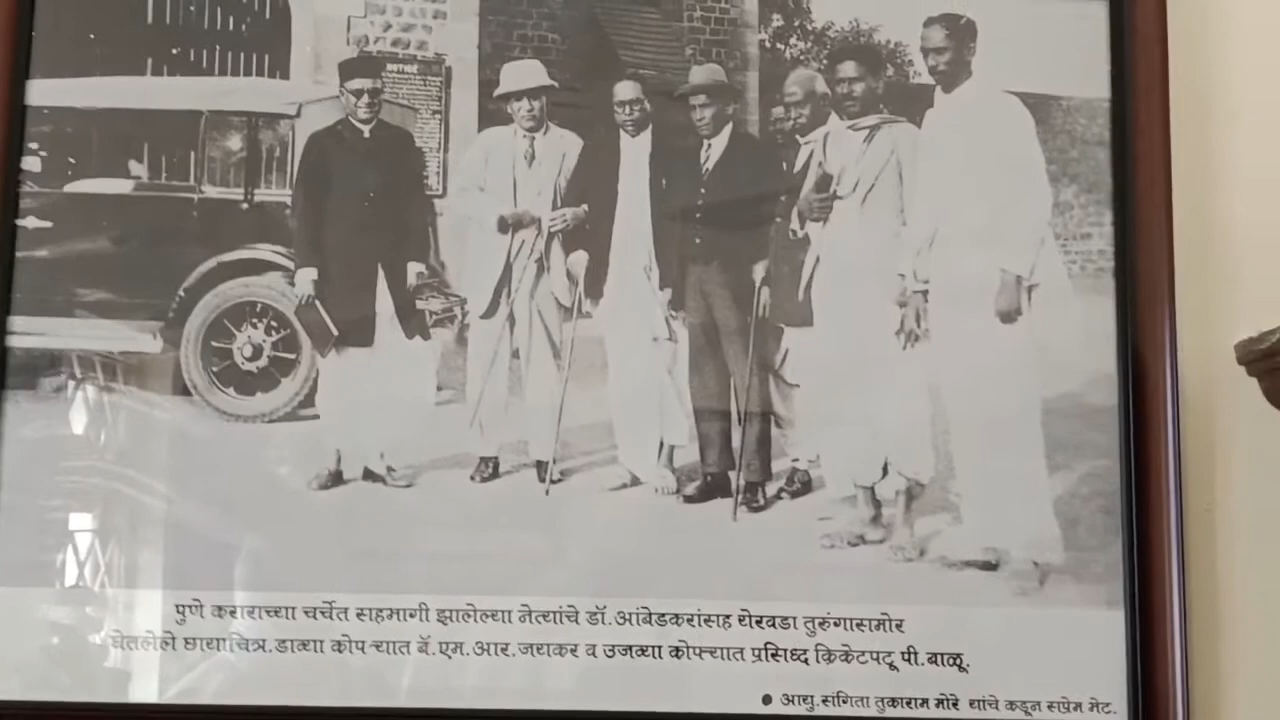 NOTICE
पुणे कराराच्या चर्चेत सहभागी झालेल्या नेत्यांचे डॉ.आंबेडकरांसह येरवडा तुरुंगासमोर
घेतलेले छायाचित्र.डाव्या कोपऱ्यात बॅ.एम.आर.जयकर व उजव्या कोपऱ्यात प्रसिध्द क्रिकेटपटू पी.बाळू.
● आयु.संगिता तुकाराम मोरे यांचे कडून सप्रेम भेट.